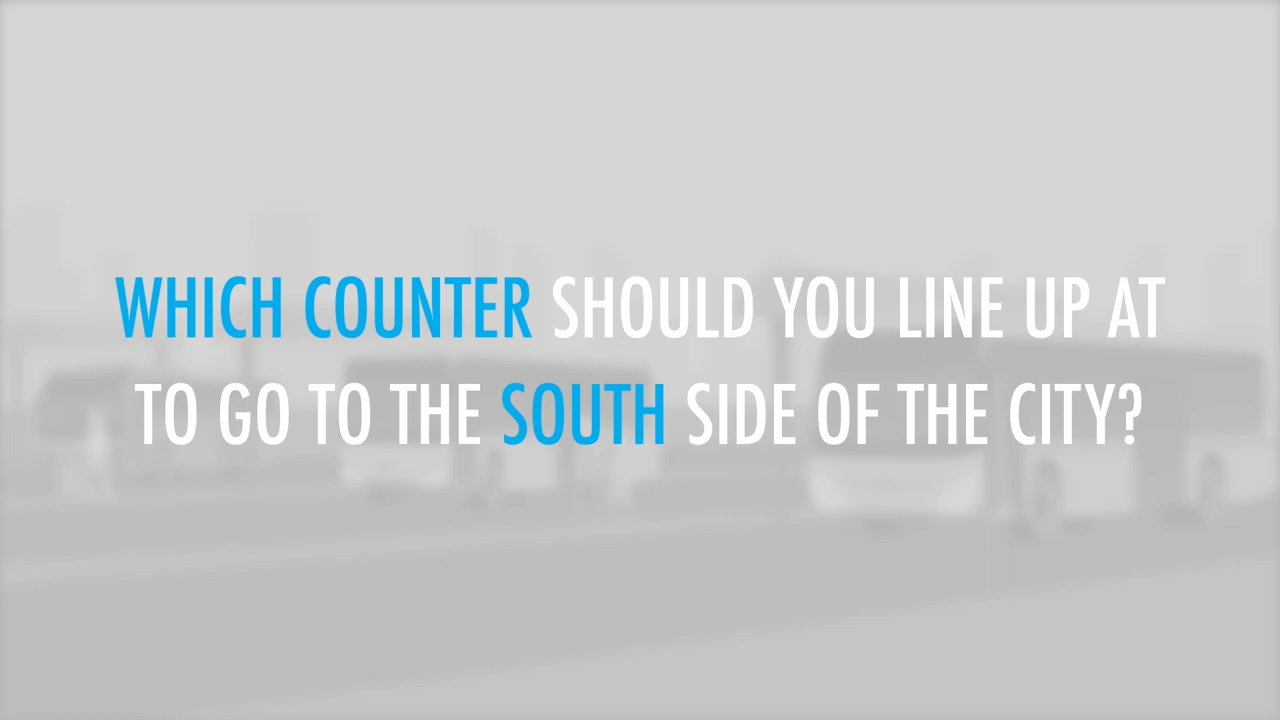 WHICH COUNTER SHOULD YOU LINE UP AT
TO GO TO THE SOUTH SIDE OF THE CITY?